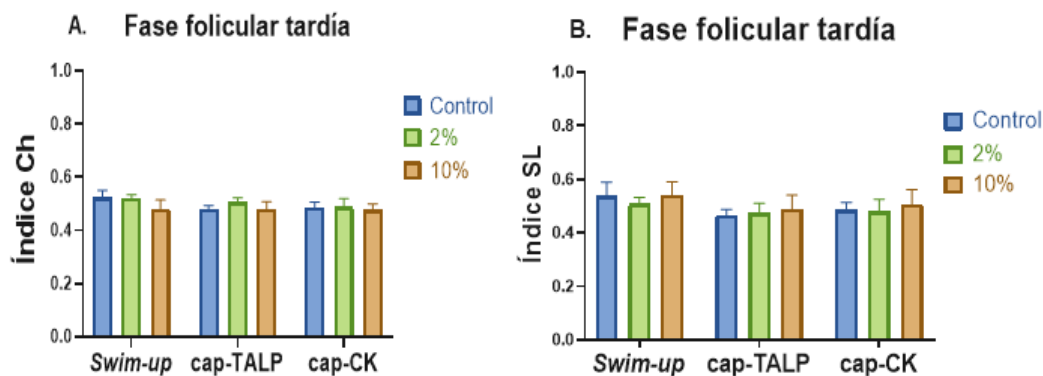 A. Fase folicular tardía
Índice Ch
1.0
0.8
0.6
0.4
0.2
0.0
Swim-up cap-TALP cap-CK
Control
2%
10%
B. Fase folicular tardía
Índice SL
1.0
0.8
0.6
0.4
0.2
0.0
Swim-up cap-TALP cap-CK
Control
2%
10%